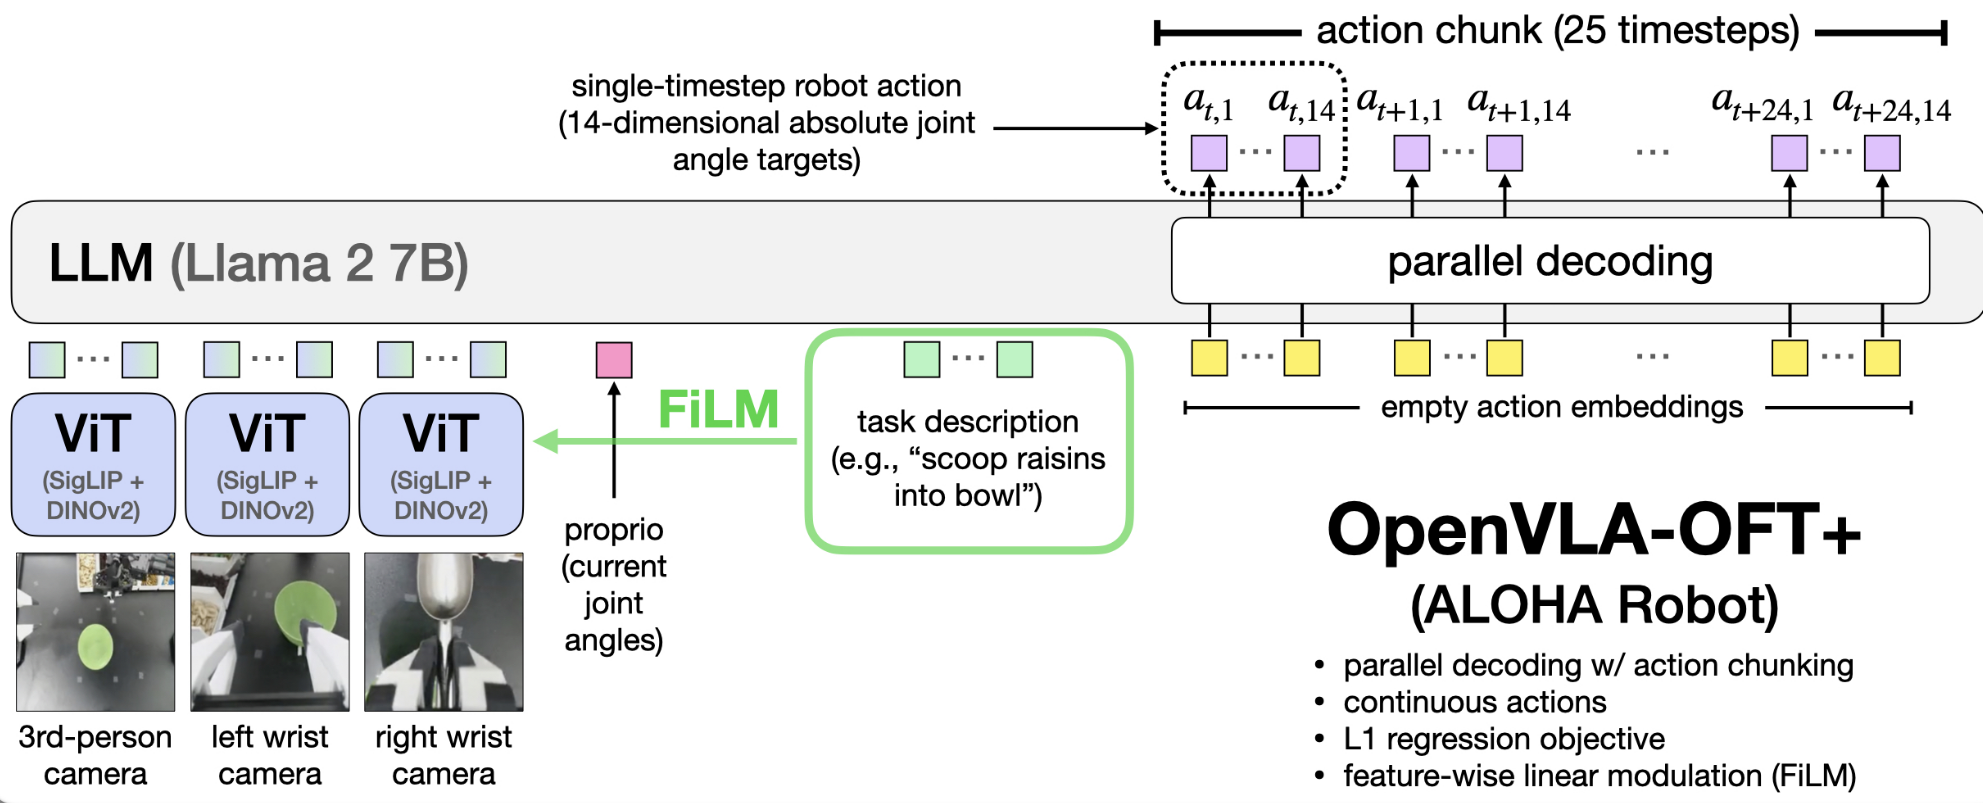 action chunk (25 timesteps)
single-timestep robot action
(14-dimensional absolute joint
angle targets)
a_{t,1} ... a_{t,14} a_{t+1,1} ... a_{t+1,14} ... a_{t+24,1} ... a_{t+24,14}
LLM (Llama 2 7B)
parallel decoding
ViT
(SigLIP +
DINOv2)
ViT
(SigLIP +
DINOv2)
ViT
(SigLIP +
DINOv2)
FiLM
task description
(e.g., “scoop raisins
into bowl”)
empty action embeddings
proprio
(current
joint
angles)
3rd-person
camera
left wrist
camera
right wrist
camera
OpenVLA-OFT+
(ALOHA Robot)
• parallel decoding w/ action chunking
• continuous actions
• L1 regression objective
• feature-wise linear modulation (FiLM)